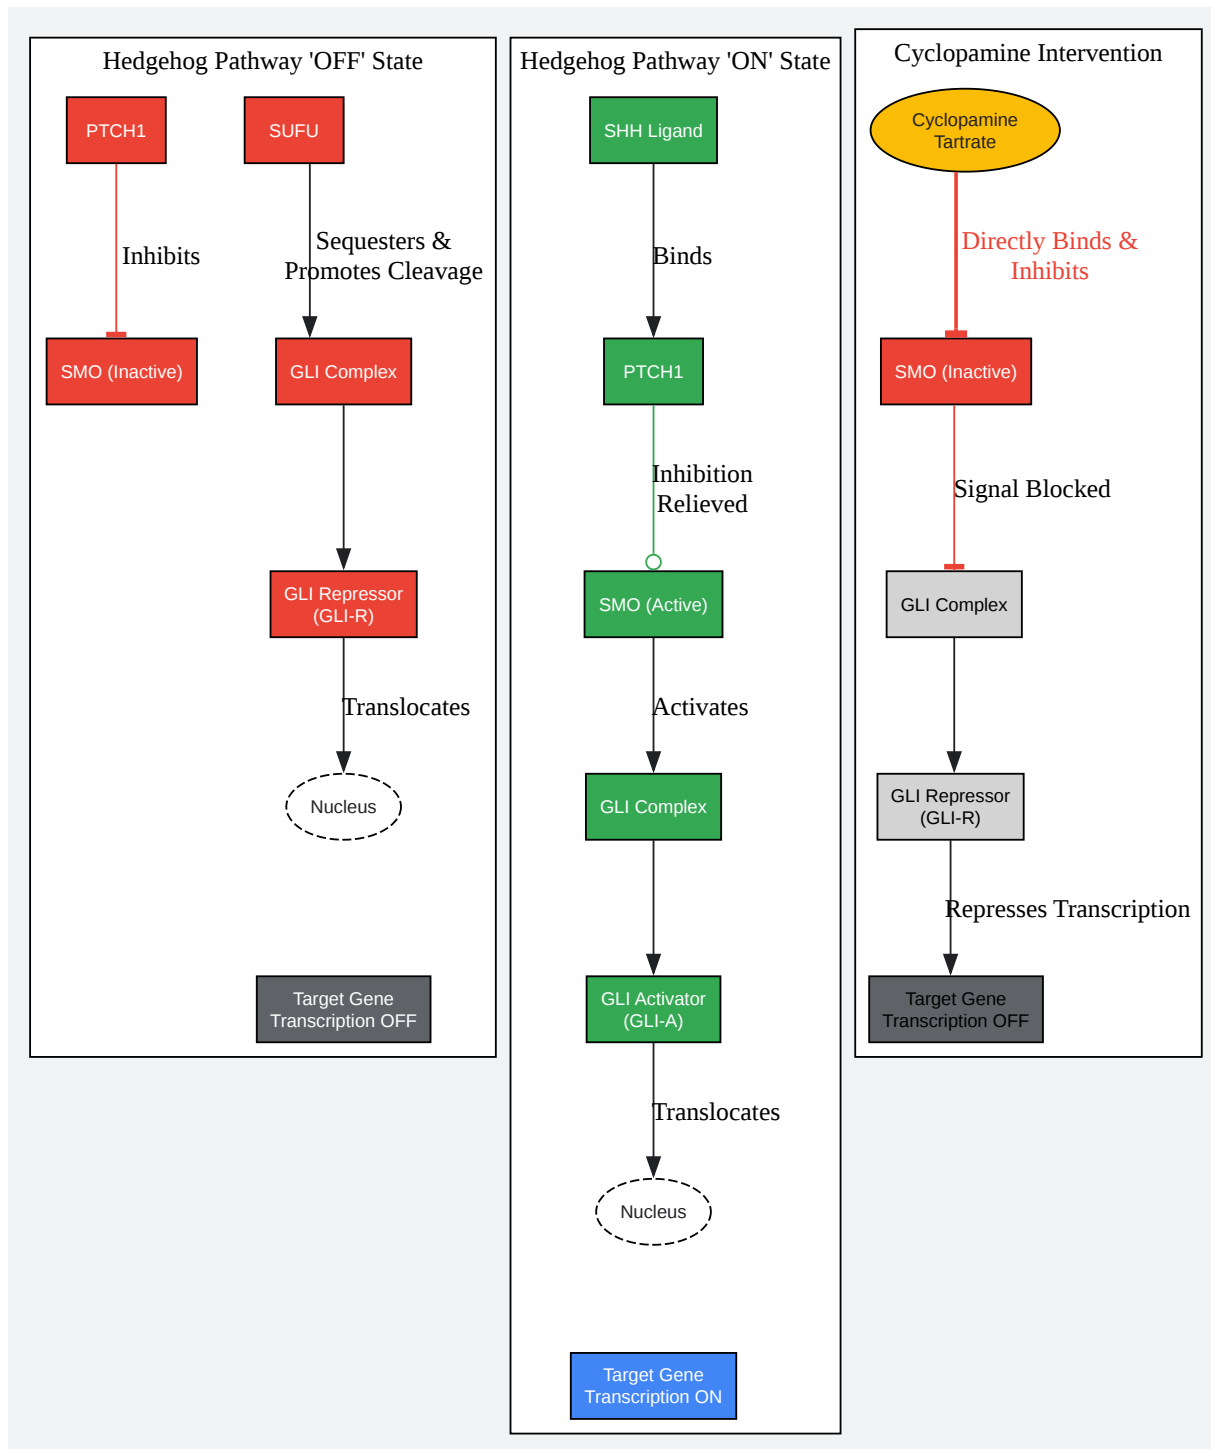 Hedgehog Pathway 'OFF' State
PTCH1
SUFU
Inhibits
Sequesters &
Promotes Cleavage
SMO (Inactive)
GLI Complex
GLI Repressor
(GLI-R)
Translocates
Nucleus
Target Gene
Transcription OFF
Hedgehog Pathway 'ON' State
SHH Ligand
Binds
PTCH1
Inhibition
Relieved
SMO (Active)
Activates
GLI Complex
GLI Activator
(GLI-A)
Translocates
Nucleus
Target Gene
Transcription ON
Cyclopamine Intervention
Cyclopamine
Tartrate
Directly Binds &
Inhibits
SMO (Inactive)
Signal Blocked
GLI Complex
GLI Repressor
(GLI-R)
Represses Transcription
Target Gene
Transcription OFF